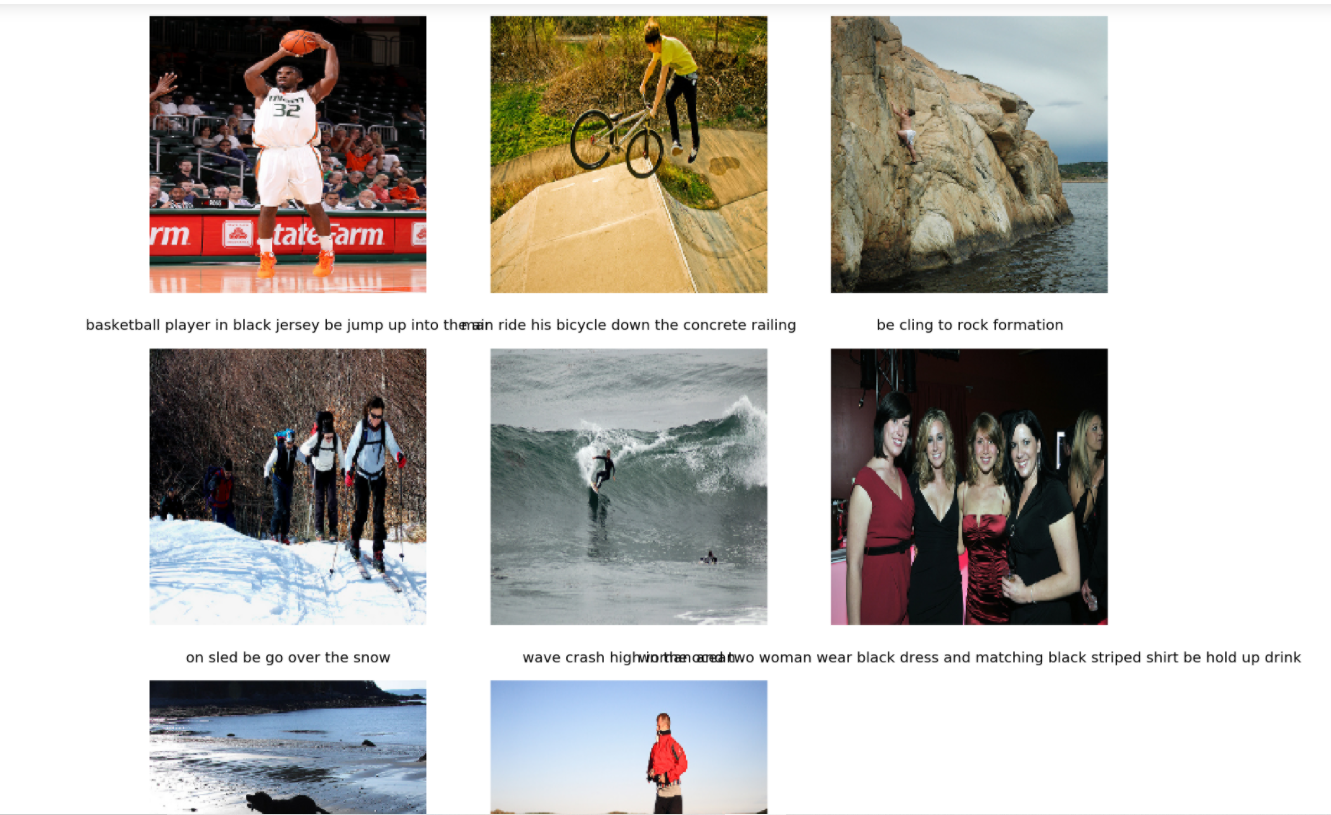 32
rm StateFarm
basketball player in black jersey be jump up into the air
man ride his bicycle down the concrete railing
be cling to rock formation
on sled be go over the snow
wave crash high in the ocean
woman and two woman wear black dress and matching black striped shirt be hold up drink